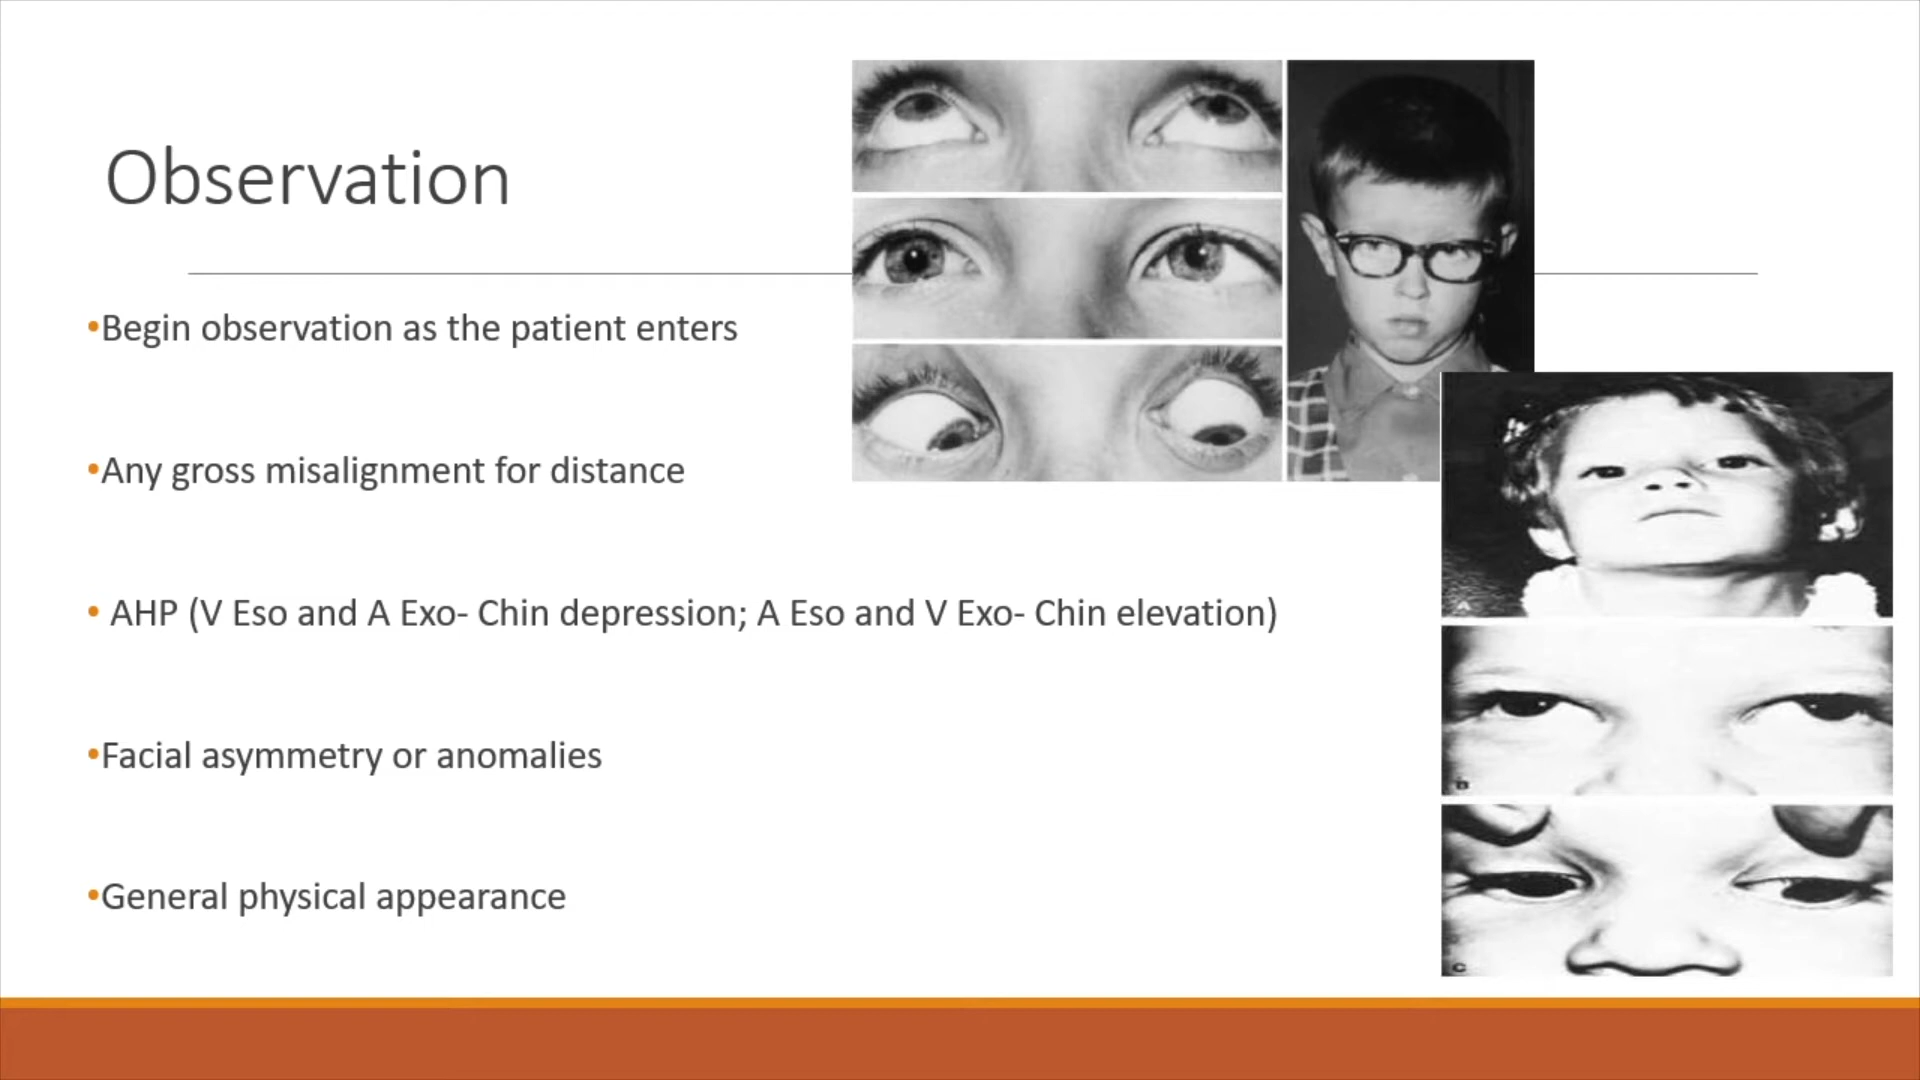 Observation
•Begin observation as the patient enters
•Any gross misalignment for distance
• AHP (V Eso and A Exo- Chin depression; A Eso and V Exo- Chin elevation)
•Facial asymmetry or anomalies
•General physical appearance
A
B
C